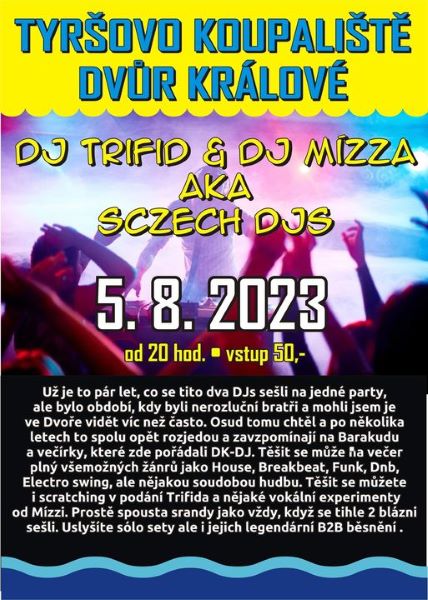 TYRŠOVO KOUPALIŠTĚ
DVŮR KRÁLOVÉ
DJ TRIFID & DJ MÍZZA
AKA
SCZECH DJS
5. 8. 2023
od 20 hod. • vstup 50,-
Už je to pár let, co se tito dva DJs sešli na jedné party,
ale bylo období, kdy byli nerozluční bratři a mohli jsem je
ve Dvoře vidět víc než často. Osud tomu chtěl a po několika
letech to spolu opět rozjedou a zavzpomínají na Barakudu
a večírky, které zde pořádali DK-DJ. Těšit se může na večer
plný všemožných žánrů jako House, Breakbeat, Funk, Dnb,
Electro swing, ale nějakou soudobou hudbu. Těšit se můžete
i scratching v podání Trifida a nějaké vokální experimenty
od Mízzi. Prostě spousta srandy jako vždy, když se tihle 2 blázni
sešli. Uslyšíte sólo sety ale i jejich legendární B2B běsnění .